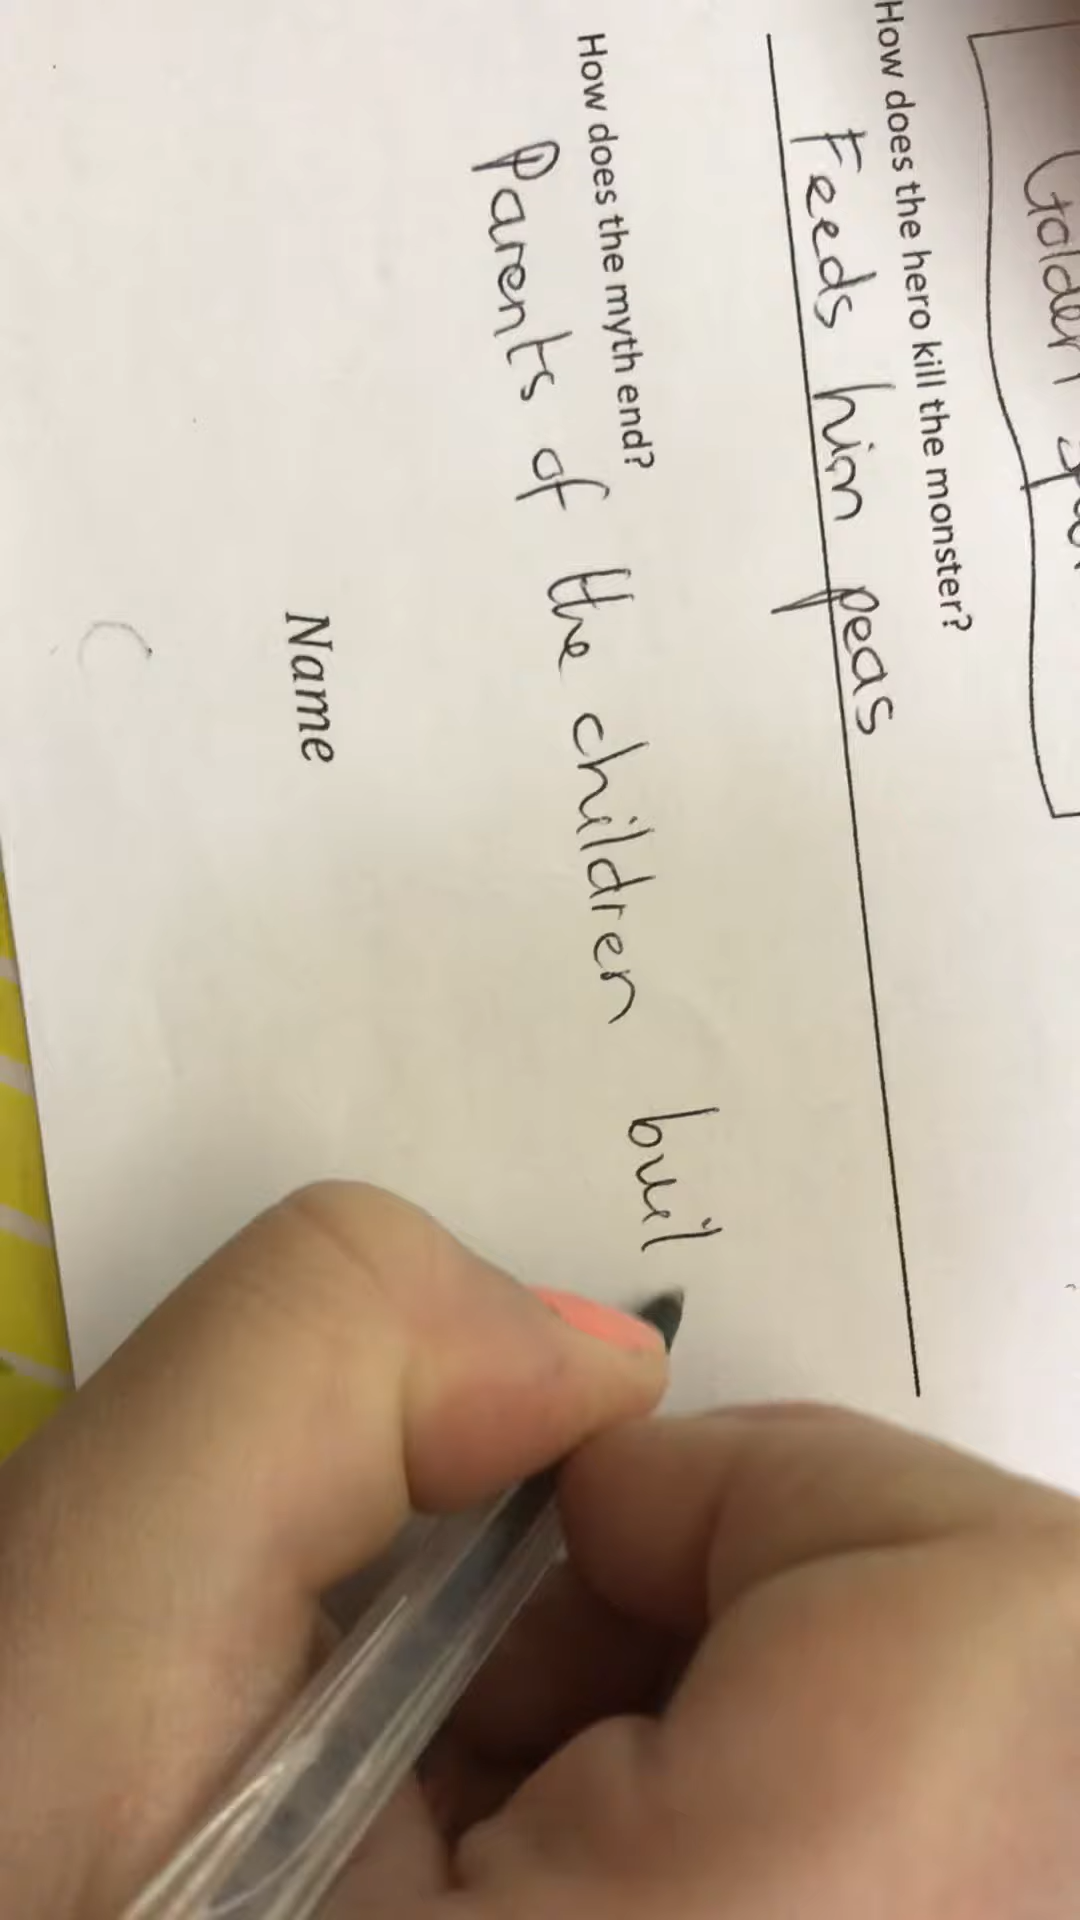 Golden
How does the hero kill the monster?
Feeds him peas
How does the myth end?
Parents of the children buil
Name